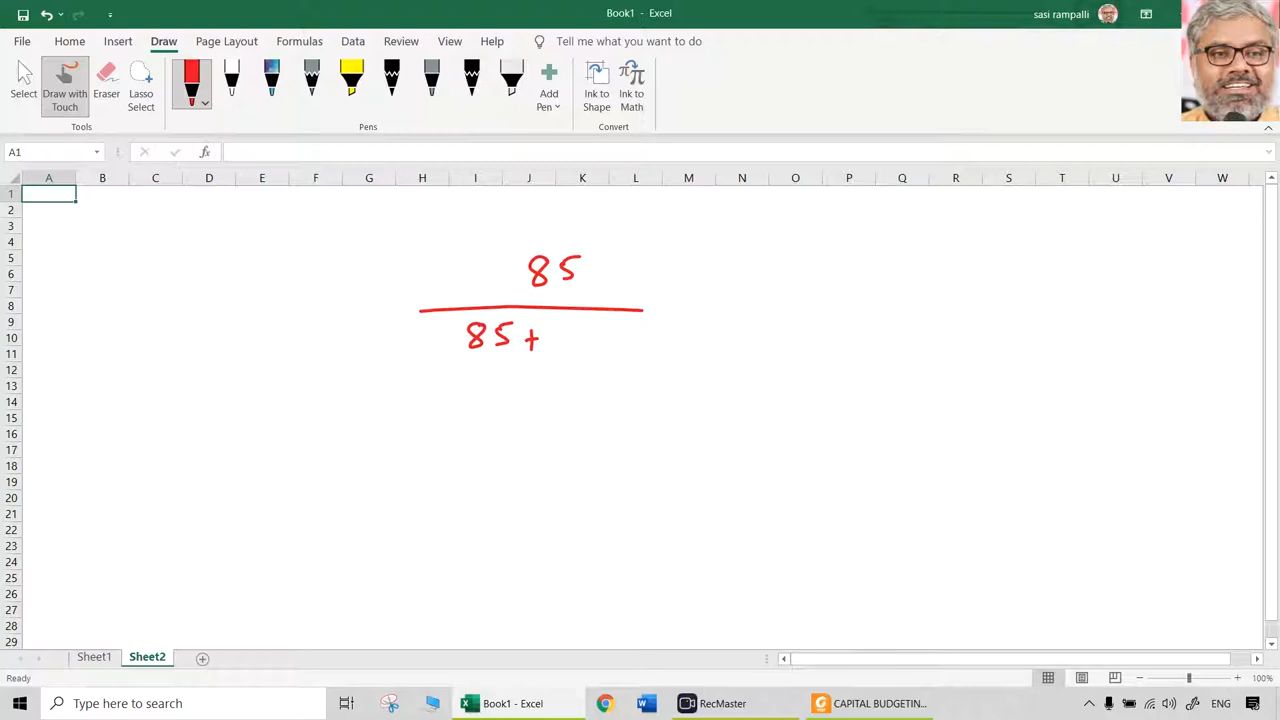 Book1 - Excel
sasi rampalli
File Home Insert Draw Page Layout Formulas Data Review View Help Tell me what you want to do
Select
Draw with Touch
Eraser
Lasso Select
Add Pen
Ink to Shape
Ink to Math
Tools Pens Convert
A1 fx
A B C D E F G H I J K L M N O P Q R S T U V W
1
2
3
4
5
6
7
8
9
10
11
12
13
14
15
16
17
18
19
20
21
22
23
24
25
26
27
28
29
85
85 +
Sheet1 Sheet2
Ready 100%
Type here to search Book1 - Excel RecMaster CAPITAL BUDGETIN... ENG